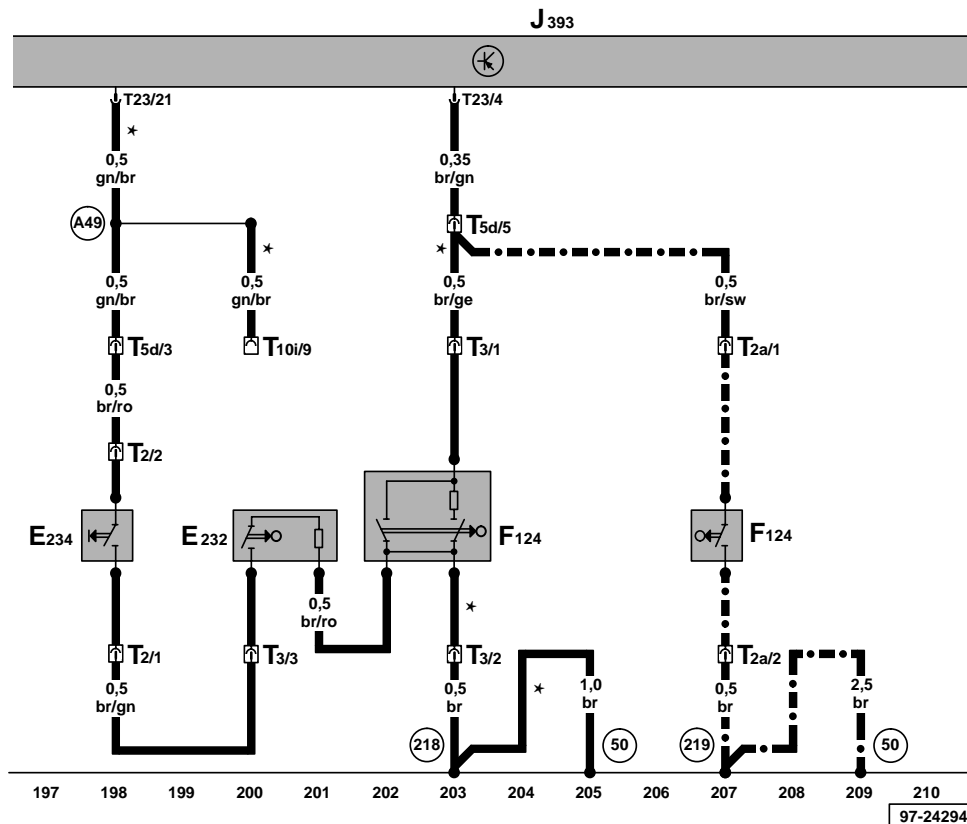 J393
T23/21
T23/4
0,5
gn/br
0,35
br/gn
A49
T5d/5
0,5
gn/br
0,5
gn/br
0,5
br/ge
0,5
br/sw
T5d/3
T10i/9
T3/1
T2a/1
0,5
br/ro
T2/2
E234
E232
F124
F124
0,5
br/ro
T2/1
T3/3
T3/2
T2a/2
0,5
br/gn
0,5
br
1,0
br
0,5
br
2,5
br
218
50
219
50
197 198 199 200 201 202 203 204 205 206 207 208 209 210
97-24294